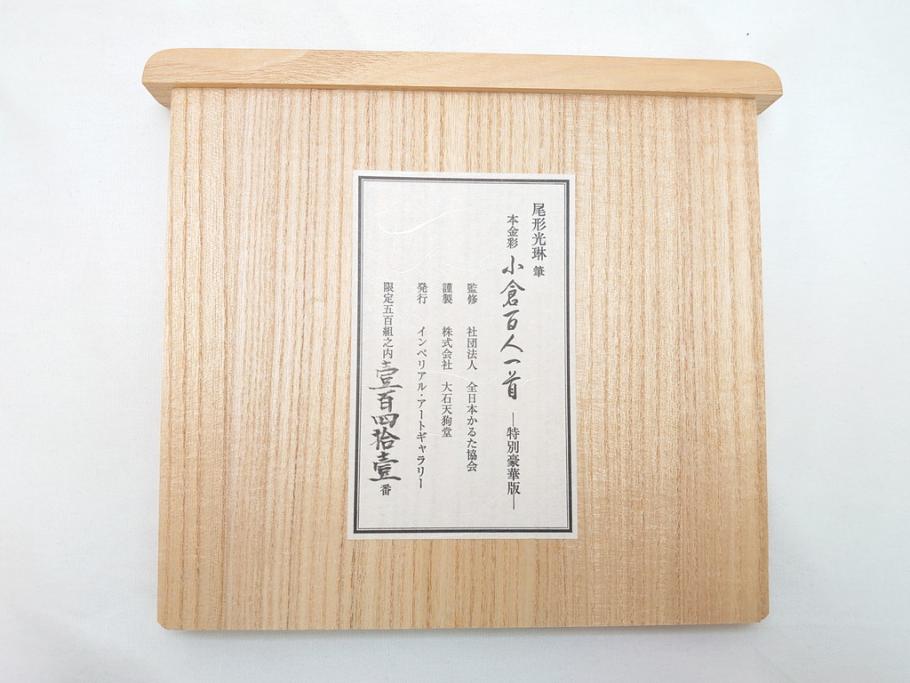 尾形光琳 筆
本金彩 小倉百人一首 ―特別豪華版―
監修 社団法人 全日本かるた協会
謹製 株式会社 大石天狗堂
発行 インペリアル・アートギャラリー
限定五百組之内 壹百四拾壹番